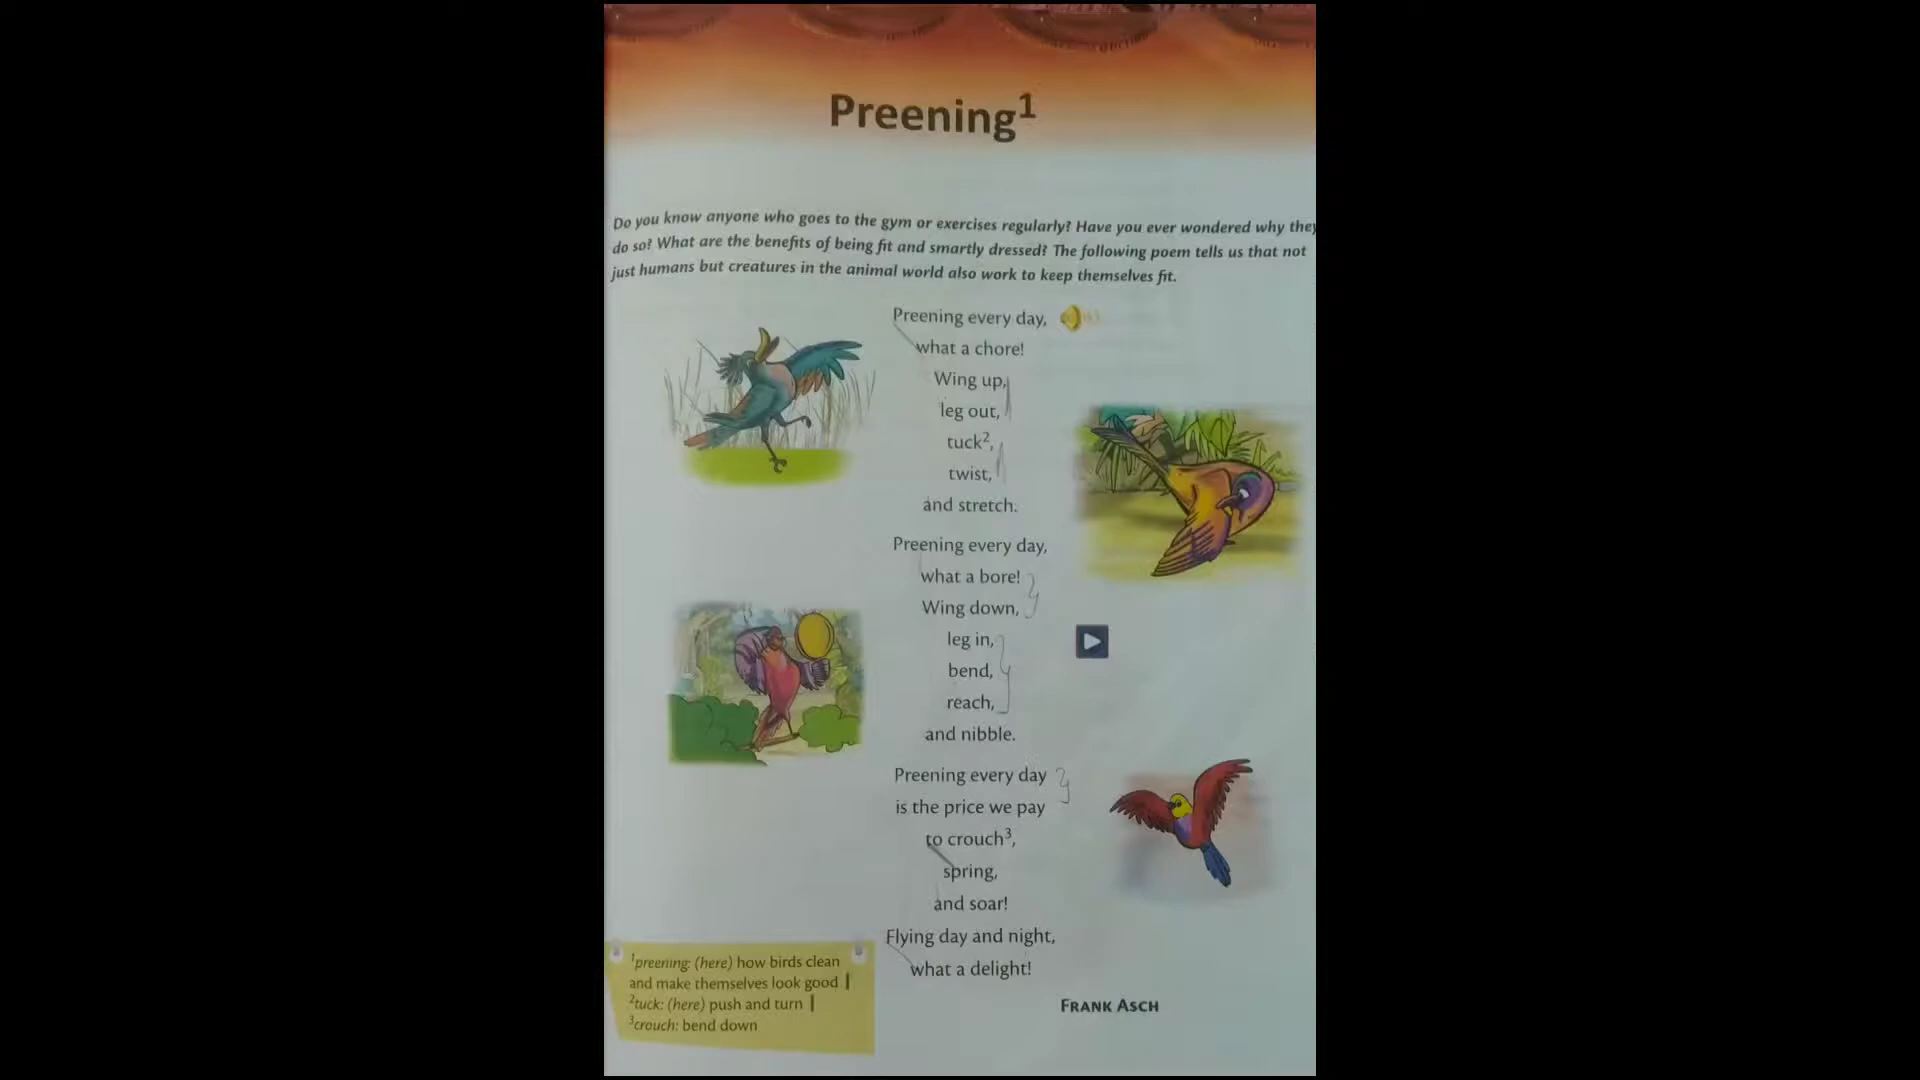 Preening¹
Do you know anyone who goes to the gym or exercises regularly? Have you ever wondered why they
do so? What are the benefits of being fit and smartly dressed? The following poem tells us that not
just humans but creatures in the animal world also work to keep themselves fit.
Preening every day,
what a chore!
Wing up,
leg out,
tuck²,
twist,
and stretch.
Preening every day,
what a bore!
Wing down,
leg in,
bend,
reach,
and nibble.
Preening every day
is the price we pay
to crouch³,
spring,
and soar!
Flying day and night,
what a delight!
FRANK ASCH
¹preening: (here) how birds clean
and make themselves look good |
²tuck: (here) push and turn |
³crouch: bend down